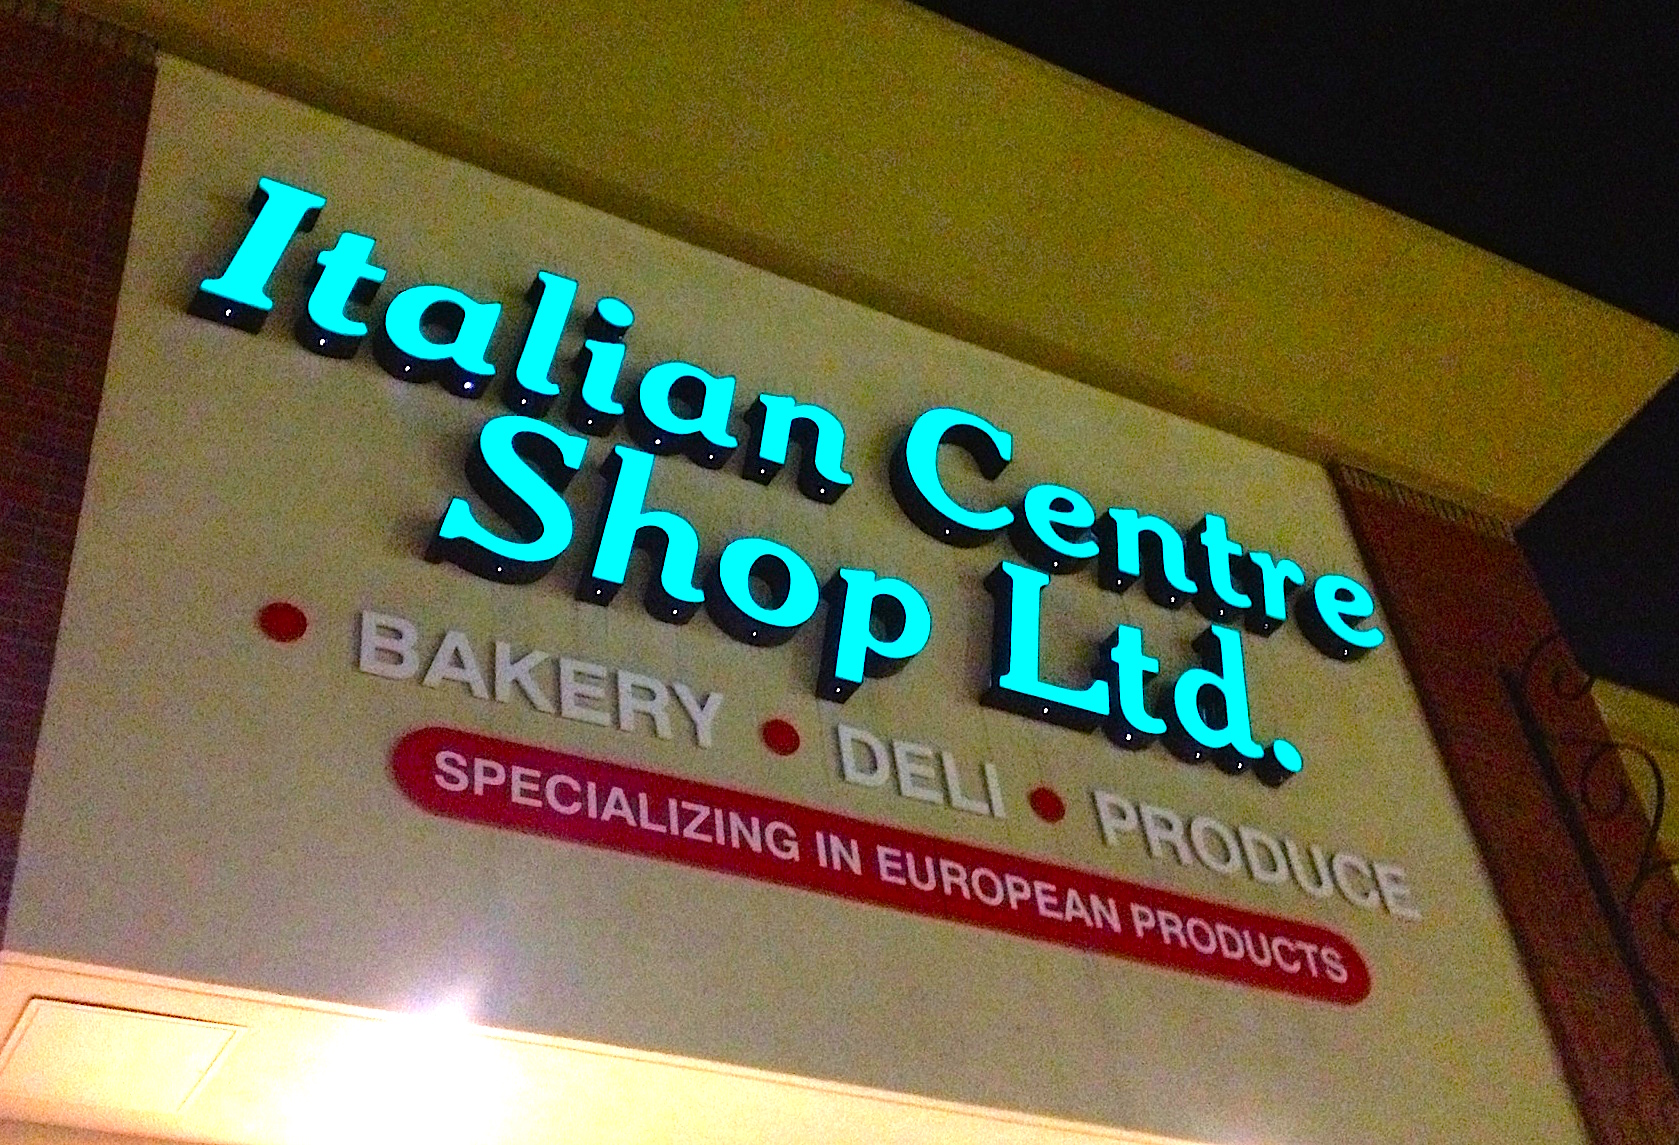 Italian Centre
Shop Ltd.
• BAKERY • DELI • PRODUCE
SPECIALIZING IN EUROPEAN PRODUCTS